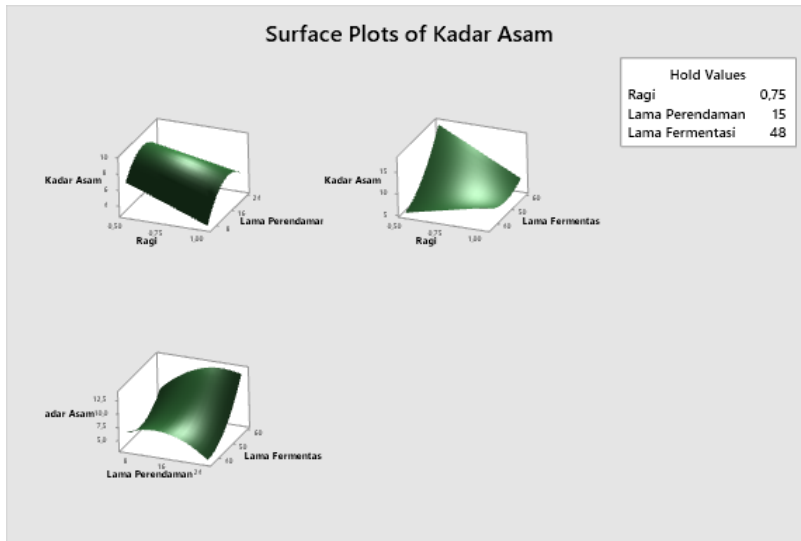 Surface Plots of Kadar Asam
Hold Values
Ragi 0,75
Lama Perendaman 15
Lama Fermentasi 48
10
8
6
4
Kadar Asam
0,50
0,75
1,00
Ragi
8
16
24
Lama Perendamar
15
10
5
Kadar Asam
0,50
0,75
1,00
Ragi
40
50
60
Lama Fermentas
12,5
10,0
7,5
5,0
adar Asam
8
16
24
Lama Perendaman
40
50
60
Lama Fermentas